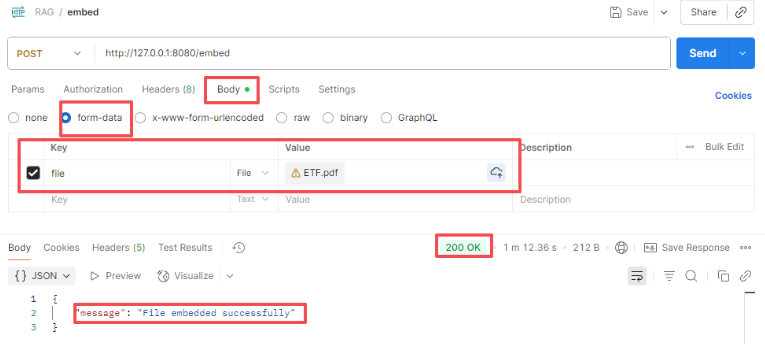 HTTP RAG / embed Save Share
POST http://127.0.0.1:8080/embed Send
Params Authorization Headers (8) Body Scripts Settings Cookies
none form-data x-www-form-urlencoded raw binary GraphQL
Key Value Description Bulk Edit
file File ETF.pdf
Key Text Value Description
Body Cookies Headers (5) Test Results 200 OK 1 m 12.36 s 212 B Save Response
{} JSON Preview Visualize
1 {
2 "message": "File embedded successfully"
3 }